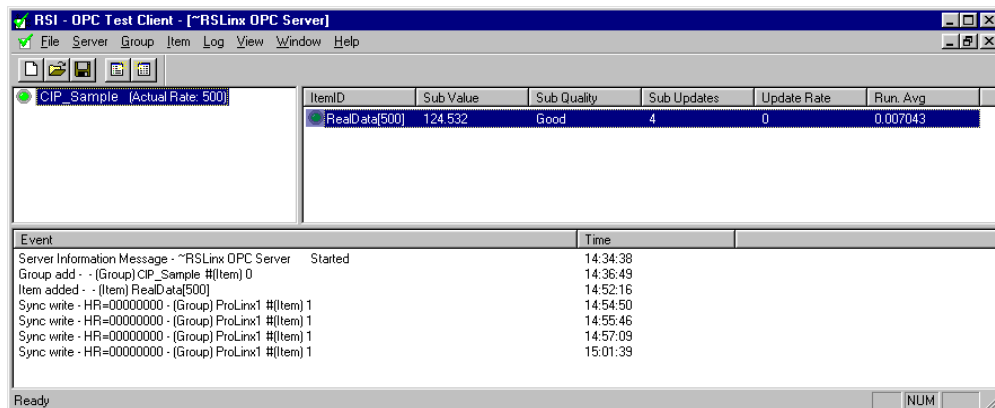 RSI - OPC Test Client - [~RSLinx OPC Server]
File Server Group Item Log View Window Help
CIP_Sample (Actual Rate: 500)
ItemID Sub Value Sub Quality Sub Updates Update Rate Run. Avg
RealData[500] 124.532 Good 4 0 0.007043
Event Time
Server Information Message - ~RSLinx OPC Server Started 14:34:38
Group add - - (Group) CIP_Sample #(Item) 0 14:36:49
Item added - - (Item) RealData[500] 14:52:16
Sync write - HR=00000000 - (Group) ProLinx1 #(Item) 1 14:54:50
Sync write - HR=00000000 - (Group) ProLinx1 #(Item) 1 14:55:46
Sync write - HR=00000000 - (Group) ProLinx1 #(Item) 1 14:57:09
Sync write - HR=00000000 - (Group) ProLinx1 #(Item) 1 15:01:39
Ready NUM